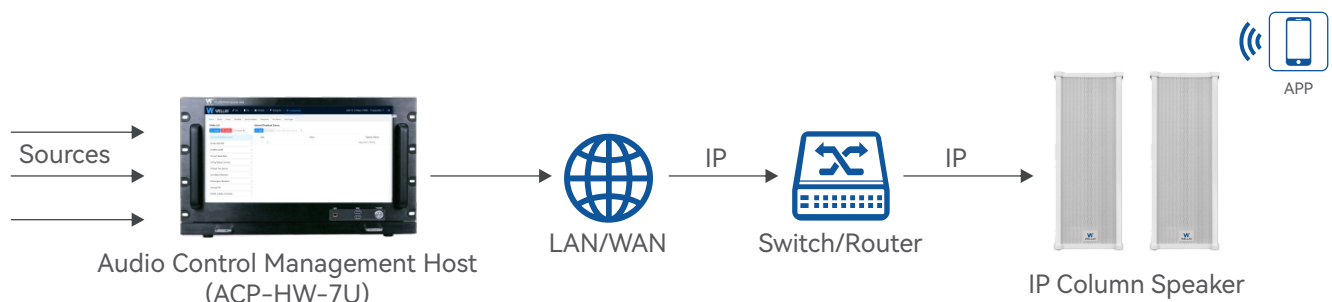 Sources
Audio Control Management Host
(ACP-HW-7U)
LAN/WAN
IP
Switch/Router
IP
APP
IP Column Speaker